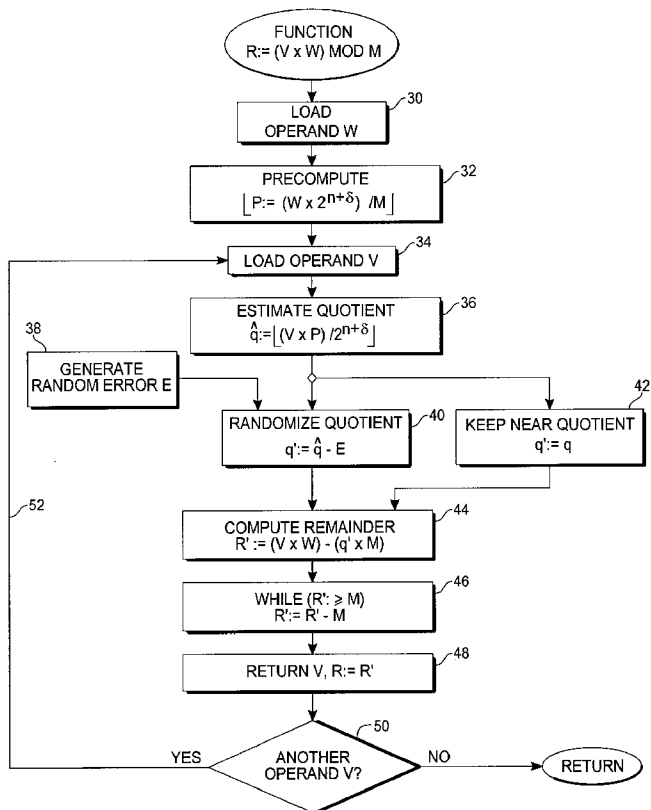 FUNCTION
R:= (V x W) MOD M
30
LOAD
OPERAND W
32
PRECOMPUTE
⌊P:= (W x 2^(n+δ)) /M⌋
34
LOAD OPERAND V
36
ESTIMATE QUOTIENT
q̂:=⌊(V x P) /2^(n+δ)⌋
38
GENERATE
RANDOM ERROR E
40
RANDOMIZE QUOTIENT
q':= q̂ - E
42
KEEP NEAR QUOTIENT
q':= q
52
44
COMPUTE REMAINDER
R' := (V x W) - (q' x M)
46
WHILE (R': ⩾ M)
R':= R' - M
48
RETURN V, R:= R'
50
YES
ANOTHER
OPERAND V?
NO
RETURN